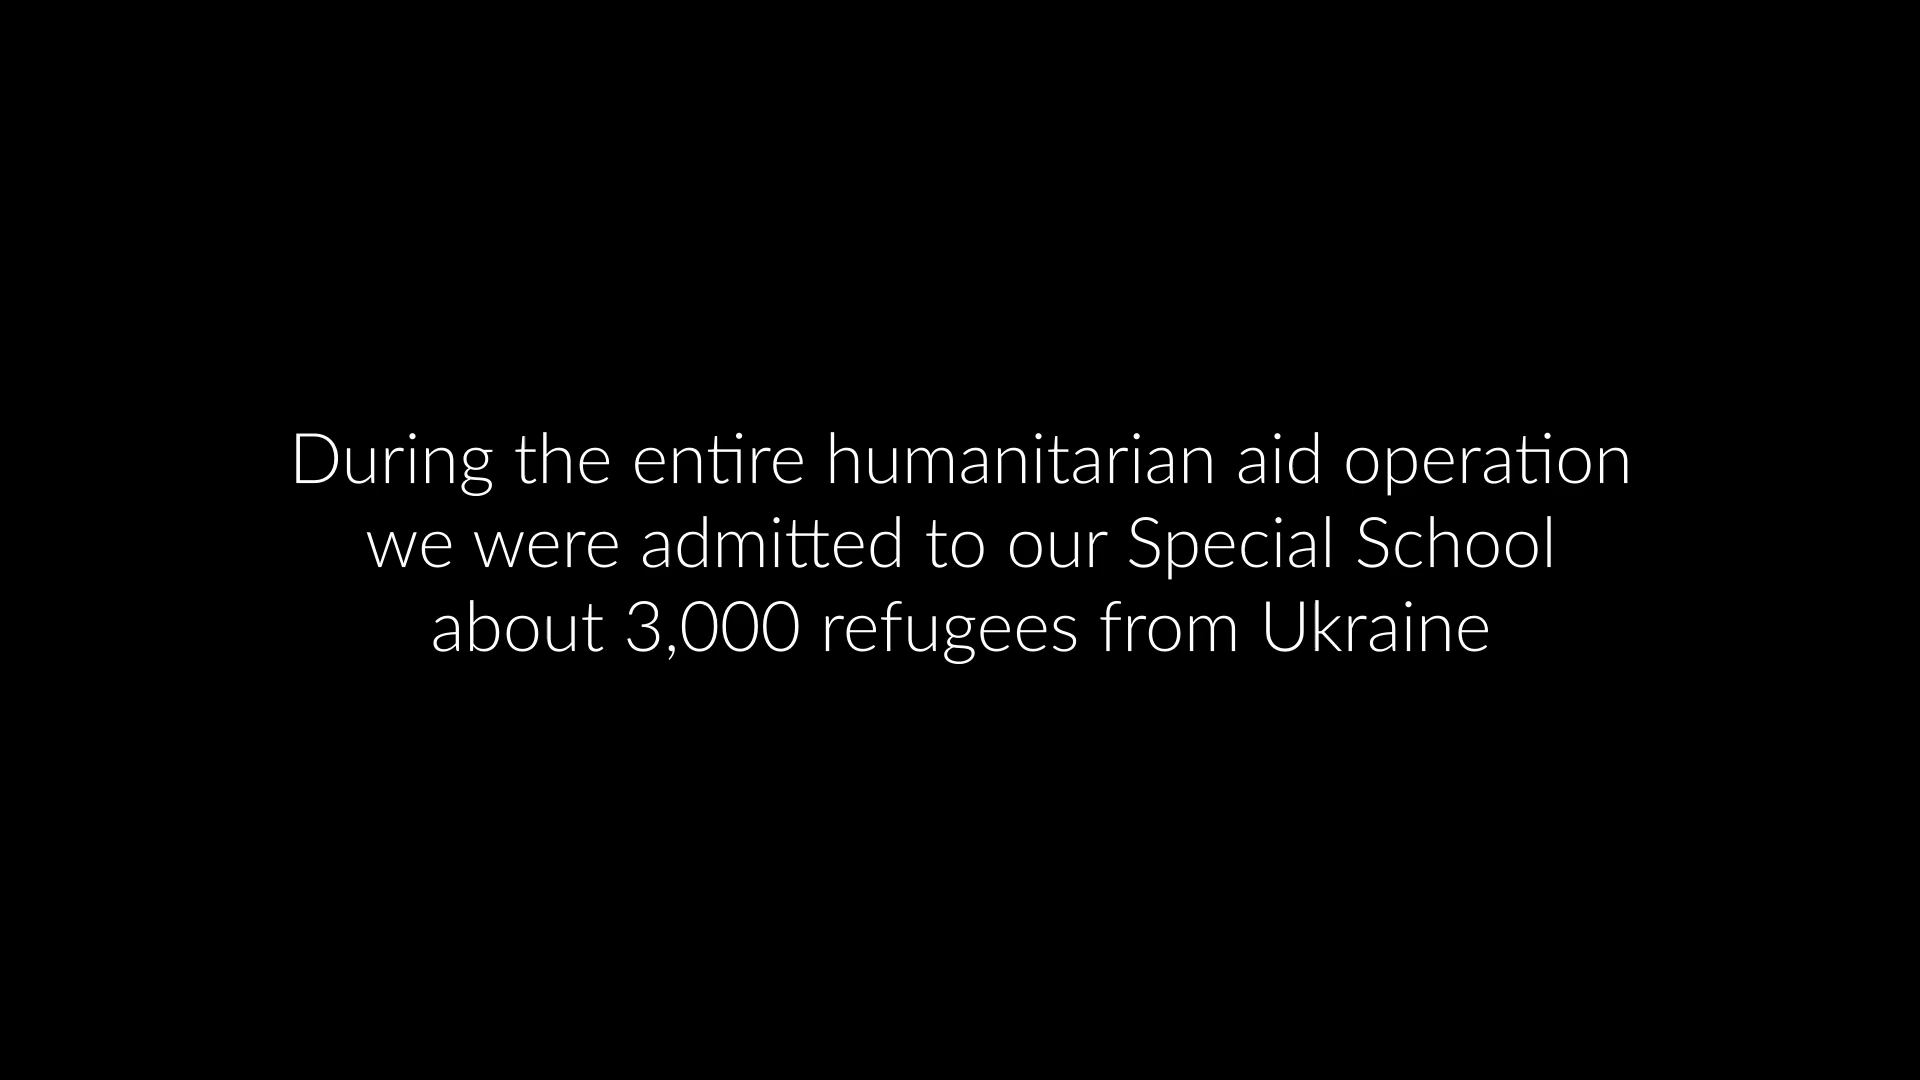 During the entire humanitarian aid operation
we were admitted to our Special School
about 3,000 refugees from Ukraine